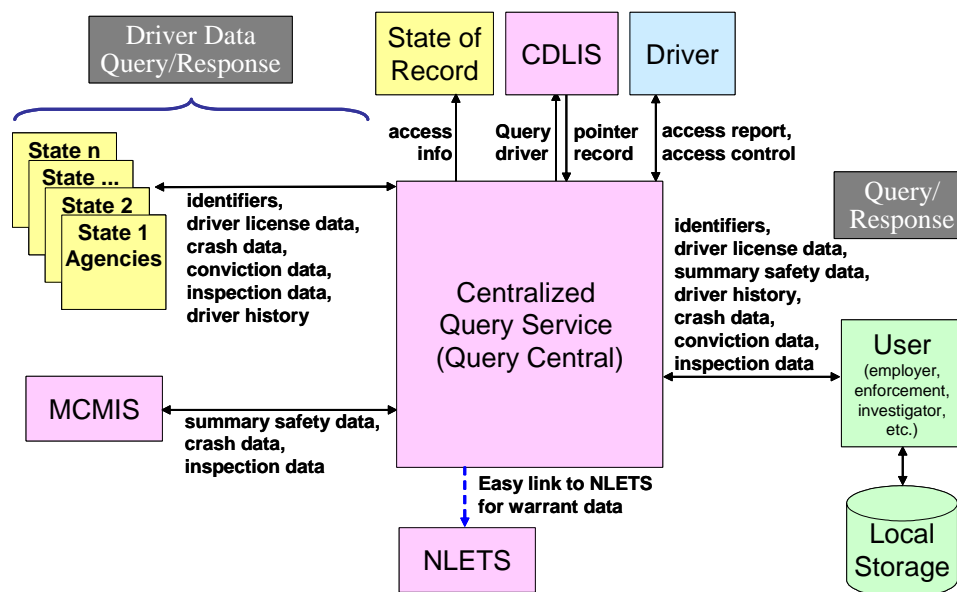 Driver Data
Query/Response
State of
Record
CDLIS
Driver
access
info
Query
driver
pointer
record
access report,
access control
State n
State ...
State 2
State 1
Agencies
identifiers,
driver license data,
crash data,
conviction data,
inspection data,
driver history
Centralized
Query Service
(Query Central)
Query/
Response
identifiers,
driver license data,
summary safety data,
driver history,
crash data,
conviction data,
inspection data
User
(employer,
enforcement,
investigator,
etc.)
MCMIS
summary safety data,
crash data,
inspection data
Easy link to NLETS
for warrant data
NLETS
Local
Storage